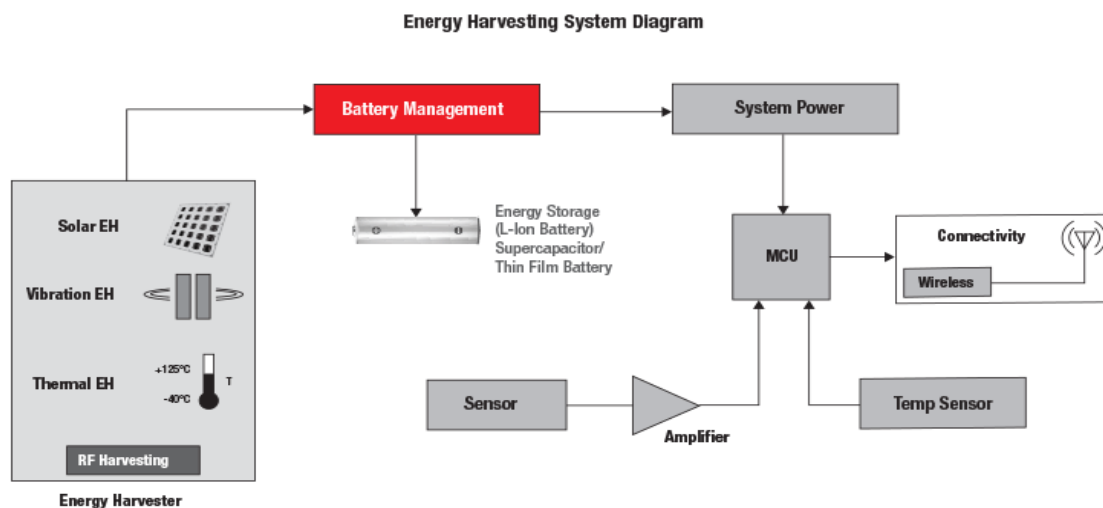 Energy Harvesting System Diagram
Battery Management
System Power
Solar EH
Vibration EH
Thermal EH
+125°C
-40°C
T
RF Harvesting
Energy Harvester
Energy Storage
(L-Ion Battery)
Supercapacitor/
Thin Film Battery
MCU
Connectivity
Wireless
Sensor
Amplifier
Temp Sensor